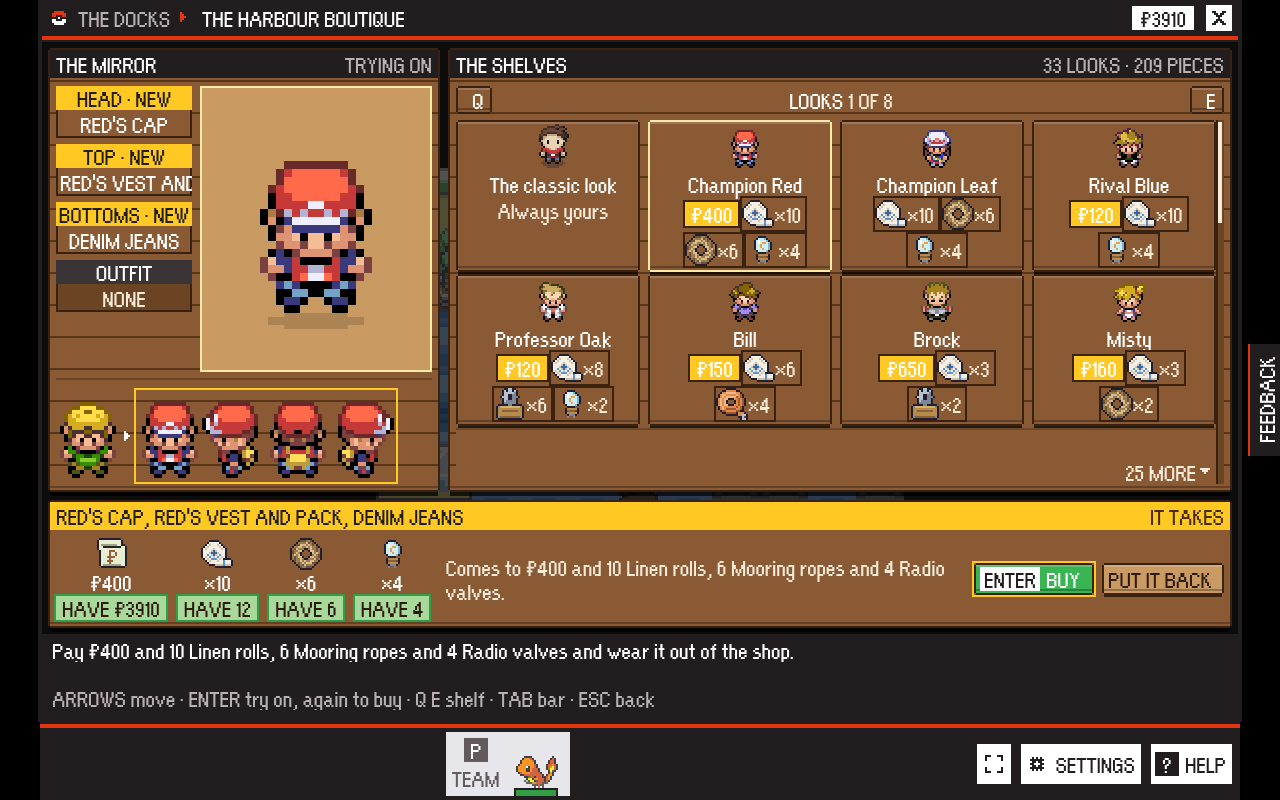 THE DOCKS THE HARBOUR BOUTIQUE ₽3910 X
THE MIRROR TRYING ON
THE SHELVES 33 LOOKS · 209 PIECES
HEAD · NEW
RED'S CAP
TOP · NEW
RED'S VEST AND
BOTTOMS · NEW
DENIM JEANS
OUTFIT
NONE
Q LOOKS 1 OF 8 E
The classic look
Always yours
Champion Red
₽400 ×10
×6 ×4
Champion Leaf
×10 ×6
×4
Rival Blue
₽120 ×10
×4
Professor Oak
₽120 ×8
×6 ×2
Bill
₽150 ×6
×4
Brock
₽650 ×3
×2
Misty
₽160 ×3
×2
25 MORE
RED'S CAP, RED'S VEST AND PACK, DENIM JEANS IT TAKES
₽400 ×10 ×6 ×4
HAVE ₽3910 HAVE 12 HAVE 6 HAVE 4
Comes to ₽400 and 10 Linen rolls, 6 Mooring ropes and 4 Radio
valves.
ENTER BUY PUT IT BACK
Pay ₽400 and 10 Linen rolls, 6 Mooring ropes and 4 Radio valves and wear it out of the shop.
ARROWS move · ENTER try on, again to buy · Q E shelf · TAB bar · ESC back
P
TEAM
SETTINGS ? HELP
FEEDBACK